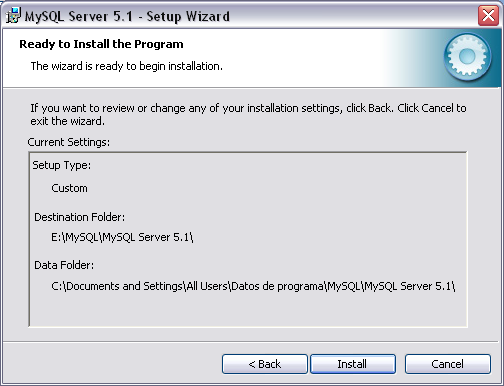 MySQL Server 5.1 - Setup Wizard
Ready to Install the Program
The wizard is ready to begin installation.
If you want to review or change any of your installation settings, click Back. Click Cancel to
exit the wizard.
Current Settings:
Setup Type:
Custom
Destination Folder:
E:\MySQL\MySQL Server 5.1\
Data Folder:
C:\Documents and Settings\All Users\Datos de programa\MySQL\MySQL Server 5.1\
< Back
Install
Cancel